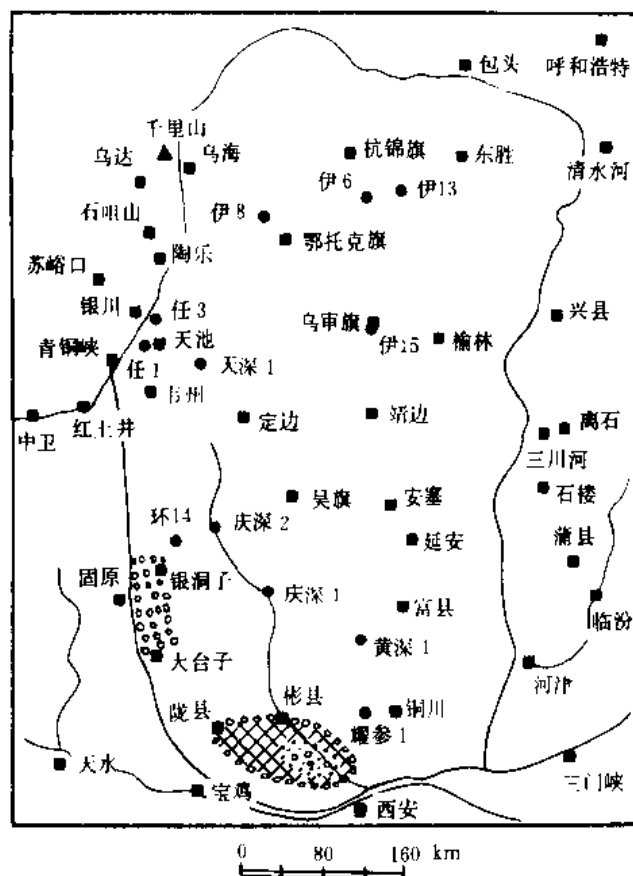 包头
呼和浩特
千里山
乌达
乌海
杭锦旗
东胜
清水河
伊6
伊13
石咀山
伊8
鄂托克旗
陶乐
苏峪口
银川
任3
乌审旗
兴县
青铜峡
天池
伊25
榆林
任1
天深1
韦州
中卫
红土井
定边
靖边
离石
三川河
吴旗
安塞
石楼
环14
庆深2
延安
蒲县
固原
银洞子
庆深1
富县
临汾
大台子
黄深1
河津
陇县
彬县
铜川
耀参1
天水
宝鸡
西安
三门峡
0 80 160 km